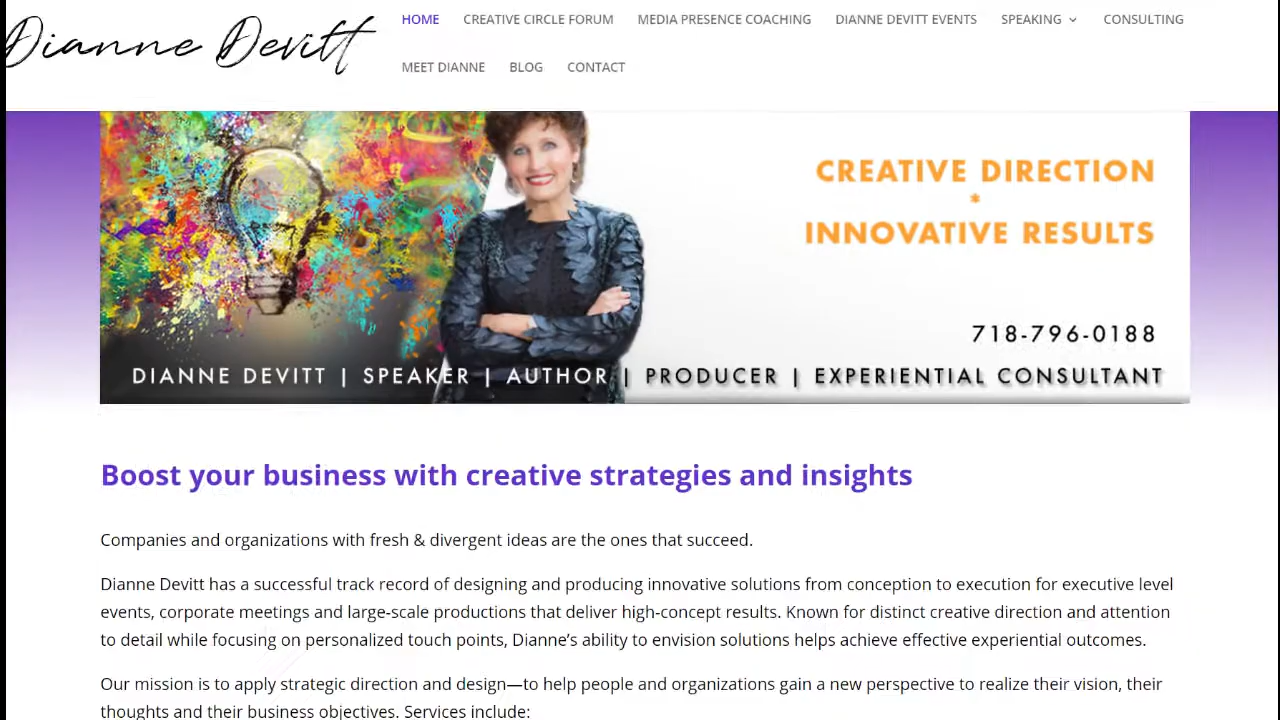 Dianne Devitt
HOME CREATIVE CIRCLE FORUM MEDIA PRESENCE COACHING DIANNE DEVITT EVENTS SPEAKING CONSULTING
MEET DIANNE BLOG CONTACT
CREATIVE DIRECTION
*
INNOVATIVE RESULTS
718-796-0188
DIANNE DEVITT | SPEAKER | AUTHOR | PRODUCER | EXPERIENTIAL CONSULTANT
Boost your business with creative strategies and insights
Companies and organizations with fresh & divergent ideas are the ones that succeed.
Dianne Devitt has a successful track record of designing and producing innovative solutions from conception to execution for executive level
events, corporate meetings and large-scale productions that deliver high-concept results. Known for distinct creative direction and attention
to detail while focusing on personalized touch points, Dianne’s ability to envision solutions helps achieve effective experiential outcomes.
Our mission is to apply strategic direction and design—to help people and organizations gain a new perspective to realize their vision, their
thoughts and their business objectives. Services include: